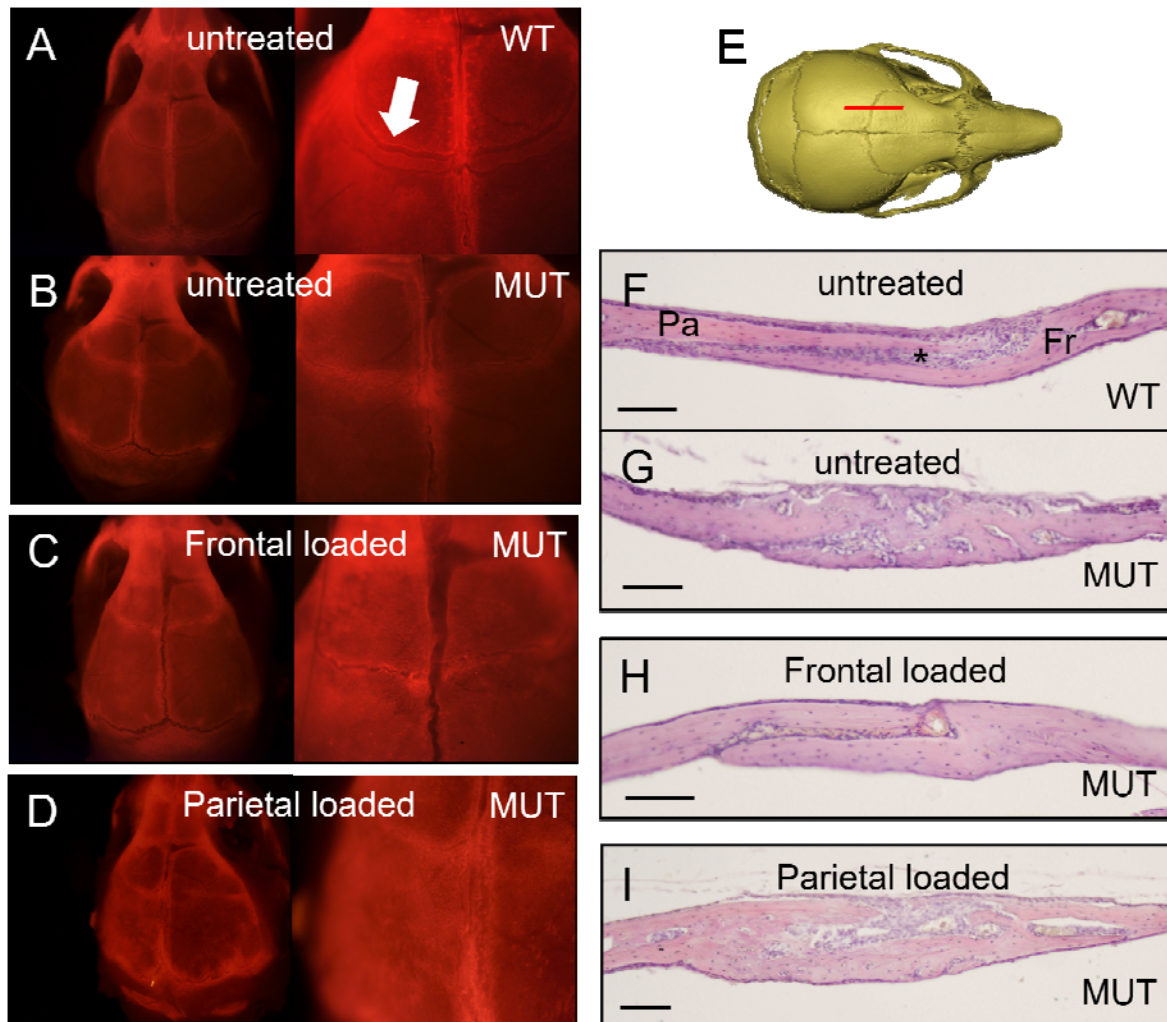 A untreated WT
B untreated MUT
C Frontal loaded MUT
D Parietal loaded MUT
E
F untreated
Pa * Fr
WT
G untreated
MUT
H Frontal loaded
MUT
I Parietal loaded
MUT